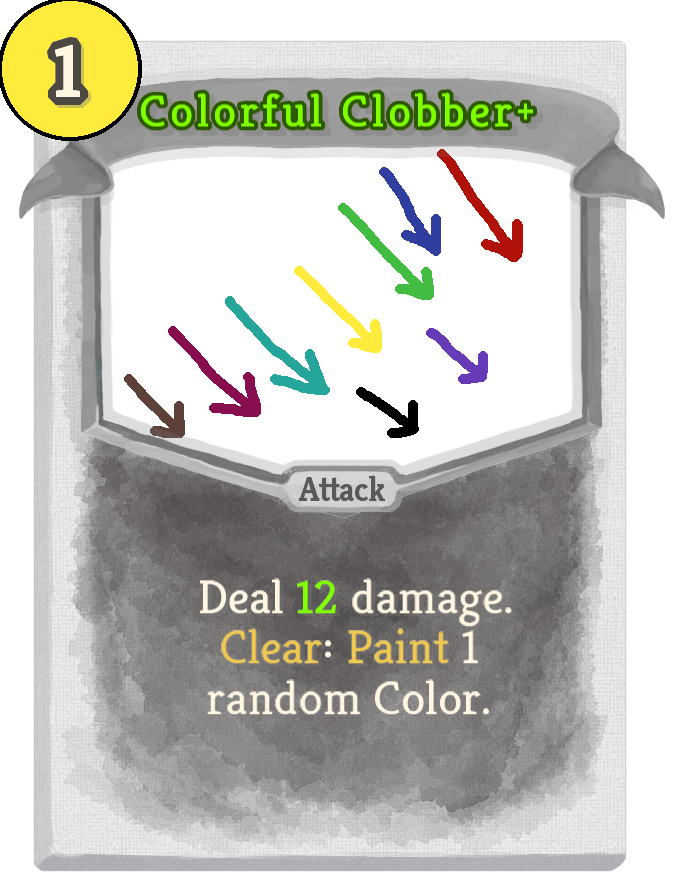 1
Colorful Clobber+
Attack
Deal 12 damage.
Clear: Paint 1
random Color.